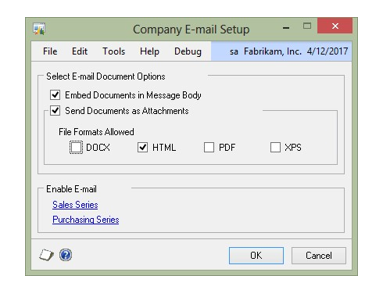 Company E-mail Setup
File Edit Tools Help Debug sa Fabrikam, Inc. 4/12/2017
Select E-mail Document Options
Embed Documents in Message Body
Send Documents as Attachments
File Formats Allowed
DOCX HTML PDF XPS
Enable E-mail
Sales Series
Purchasing Series
OK Cancel